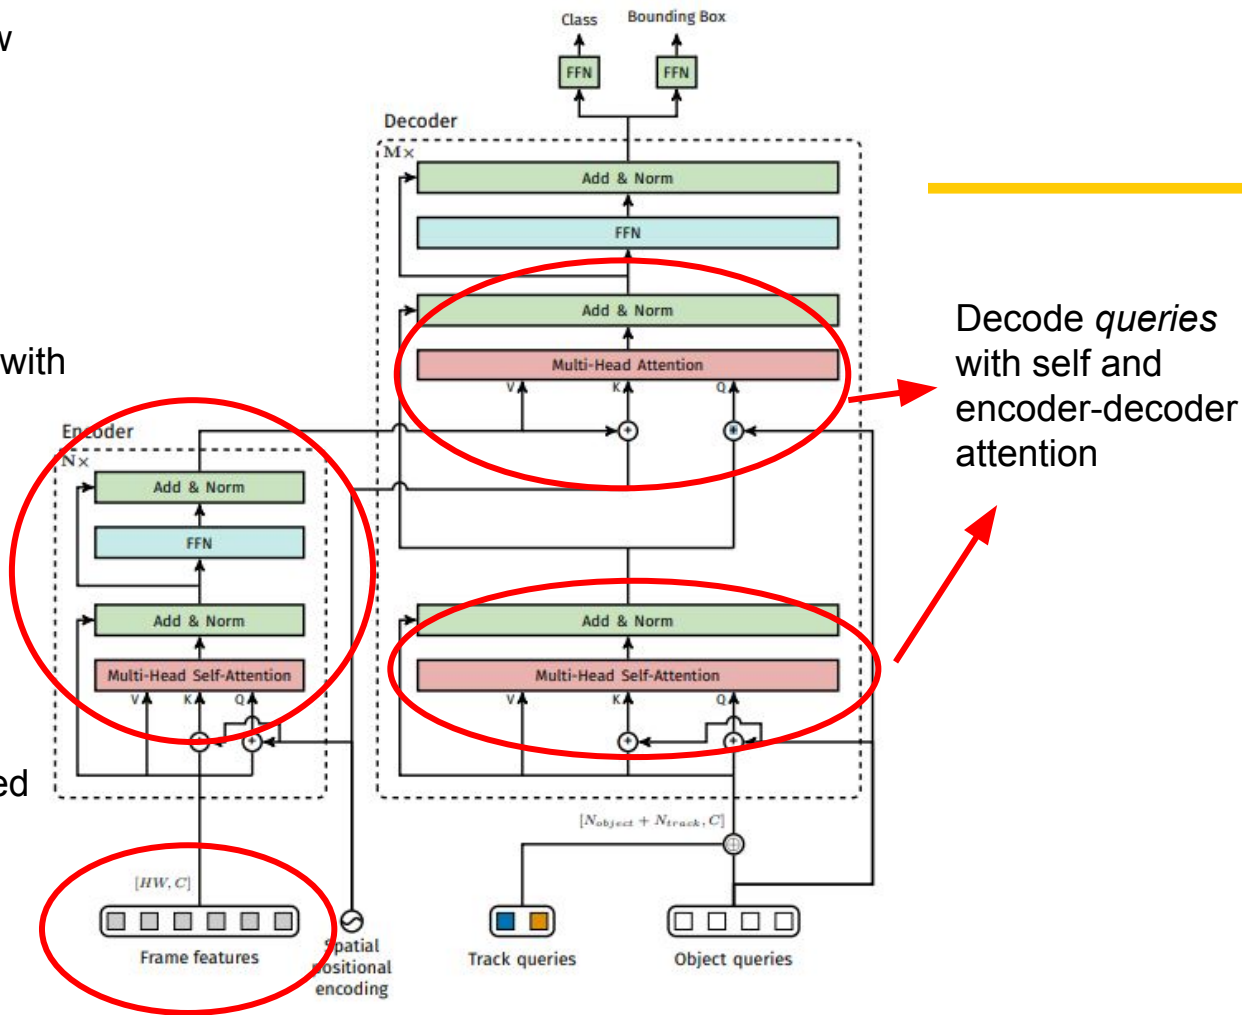 w
with
ed
Class
Bounding Box
FFN
FFN
Decoder
M×
Add & Norm
FFN
Add & Norm
Multi-Head Attention
V
K
Q
Decode queries
with self and
encoder-decoder
attention
Encoder
N×
Add & Norm
FFN
Add & Norm
Multi-Head Self-Attention
V
K
Q
Add & Norm
Multi-Head Self-Attention
V
K
Q
[N_object + N_track, C]
[HW, C]
Frame features
Spatial
positional
encoding
Track queries
Object queries